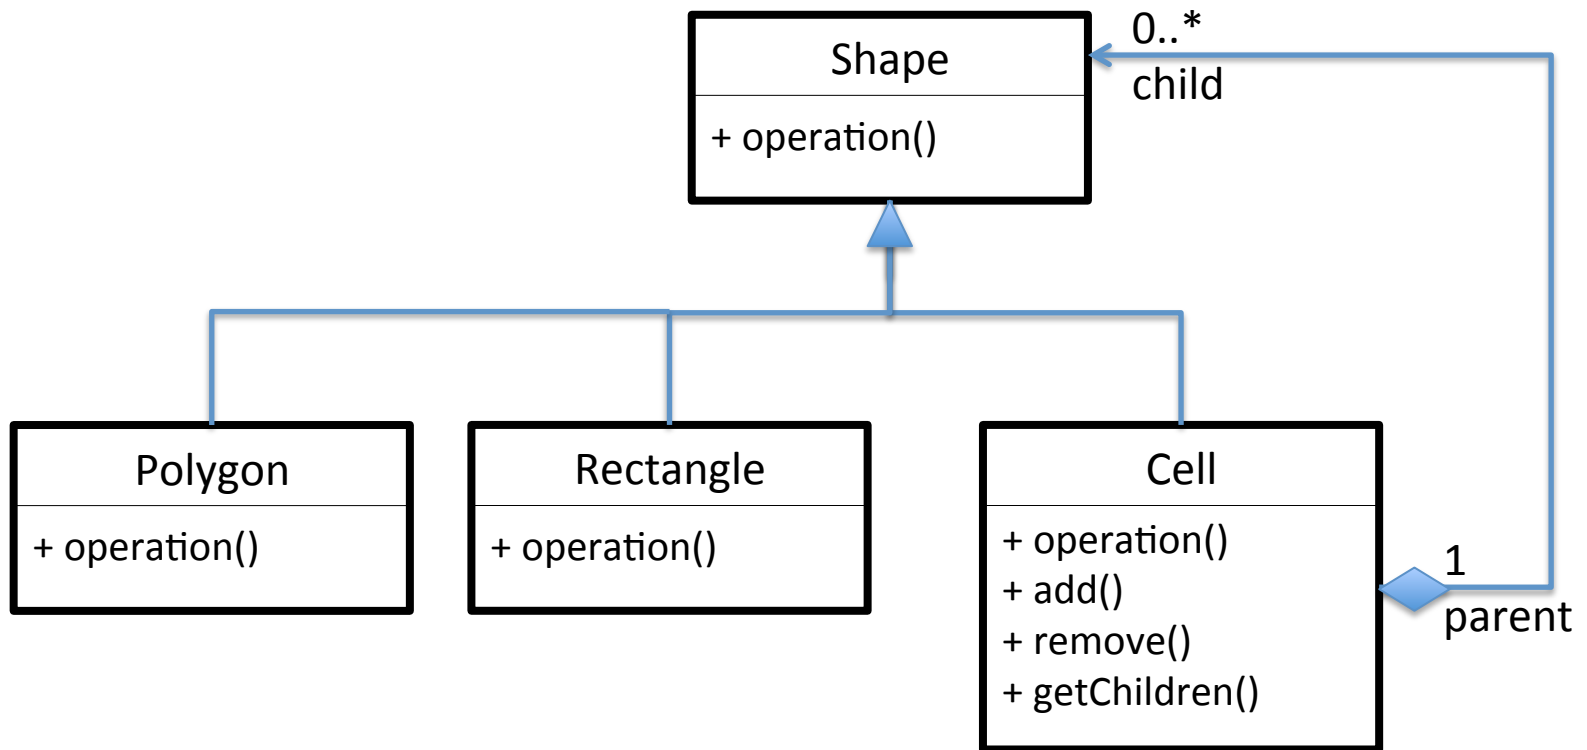 Shape
+ operation()
0..*
child
Polygon
+ operation()
Rectangle
+ operation()
Cell
+ operation()
+ add()
+ remove()
+ getChildren()
1
parent